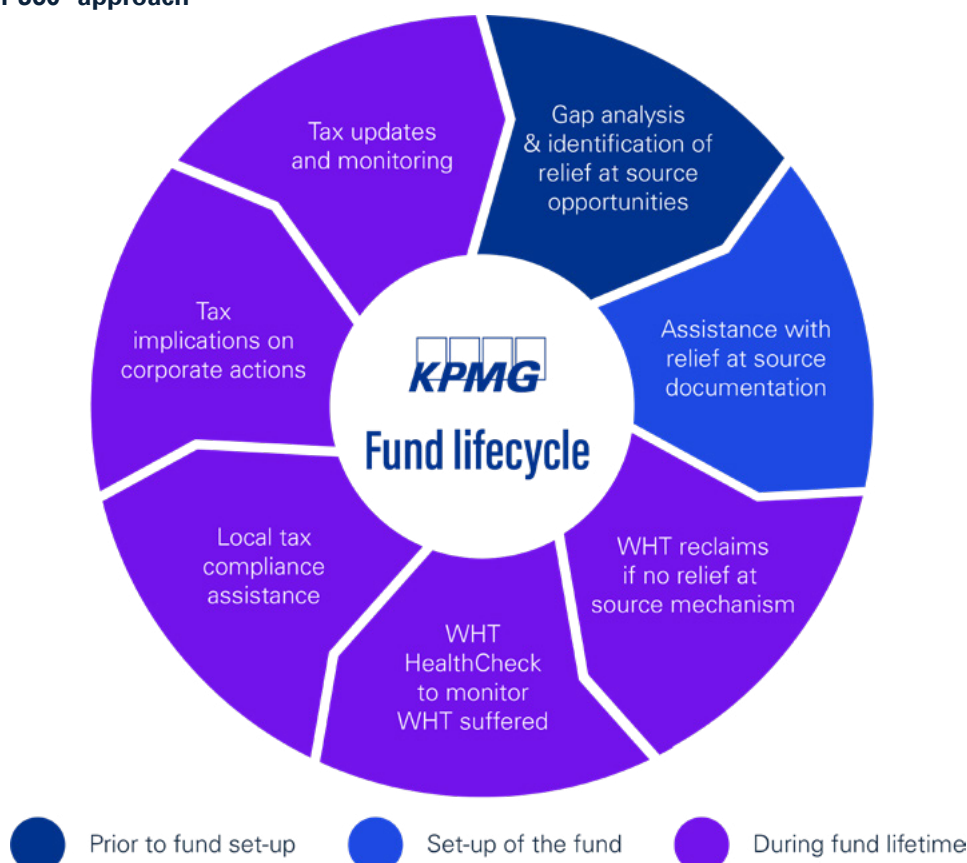 360° approach
Gap analysis
& identification of
relief at source
opportunities
Assistance with
relief at source
documentation
WHT reclaims
if no relief at
source mechanism
WHT
HealthCheck
to monitor
WHT suffered
Local tax
compliance
assistance
Tax
implications on
corporate actions
Tax updates
and monitoring
KPMG
Fund lifecycle
Prior to fund set-up
Set-up of the fund
During fund lifetime